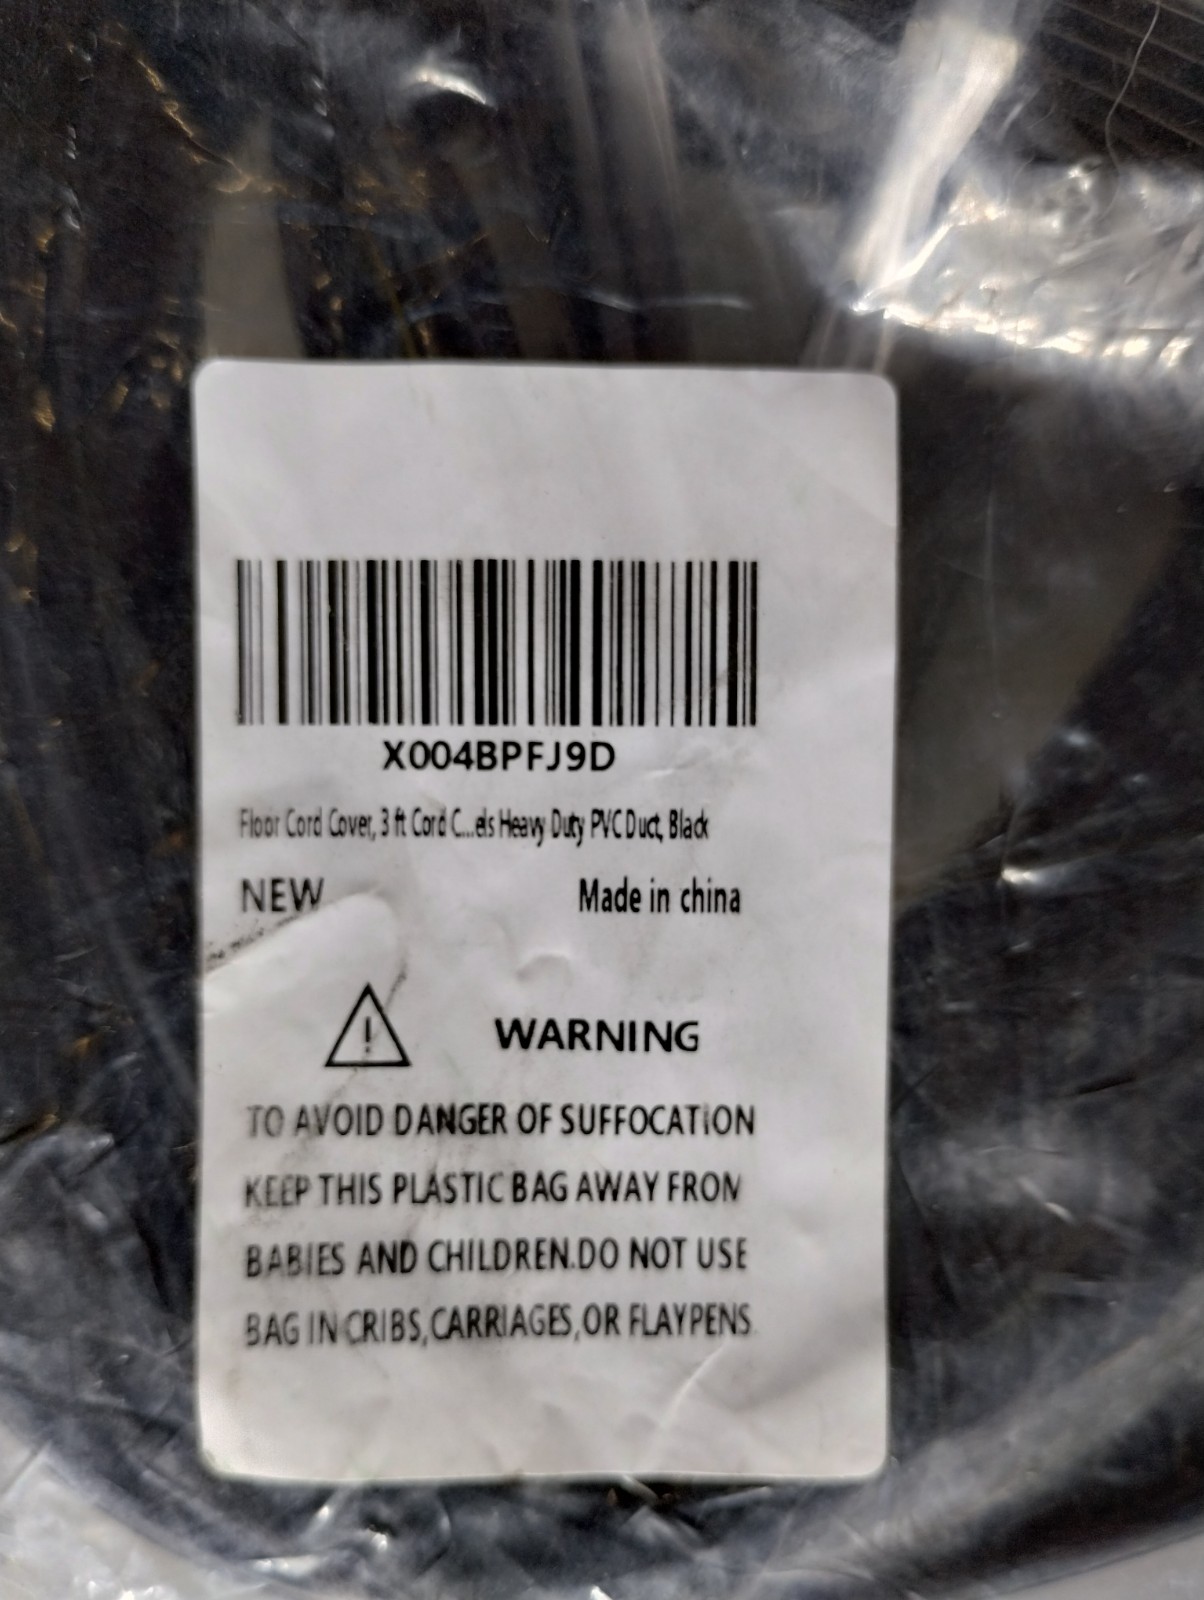 X004BPFJ9D
Floor Cord Cover, 3 ft Cord C...els Heavy Duty PVC Duct, Black
NEW
Made in china
!
WARNING
TO AVOID DANGER OF SUFFOCATION
KEEP THIS PLASTIC BAG AWAY FROM
BABIES AND CHILDREN.DO NOT USE
BAG IN CRIBS,CARRIAGES,OR FLAYPENS